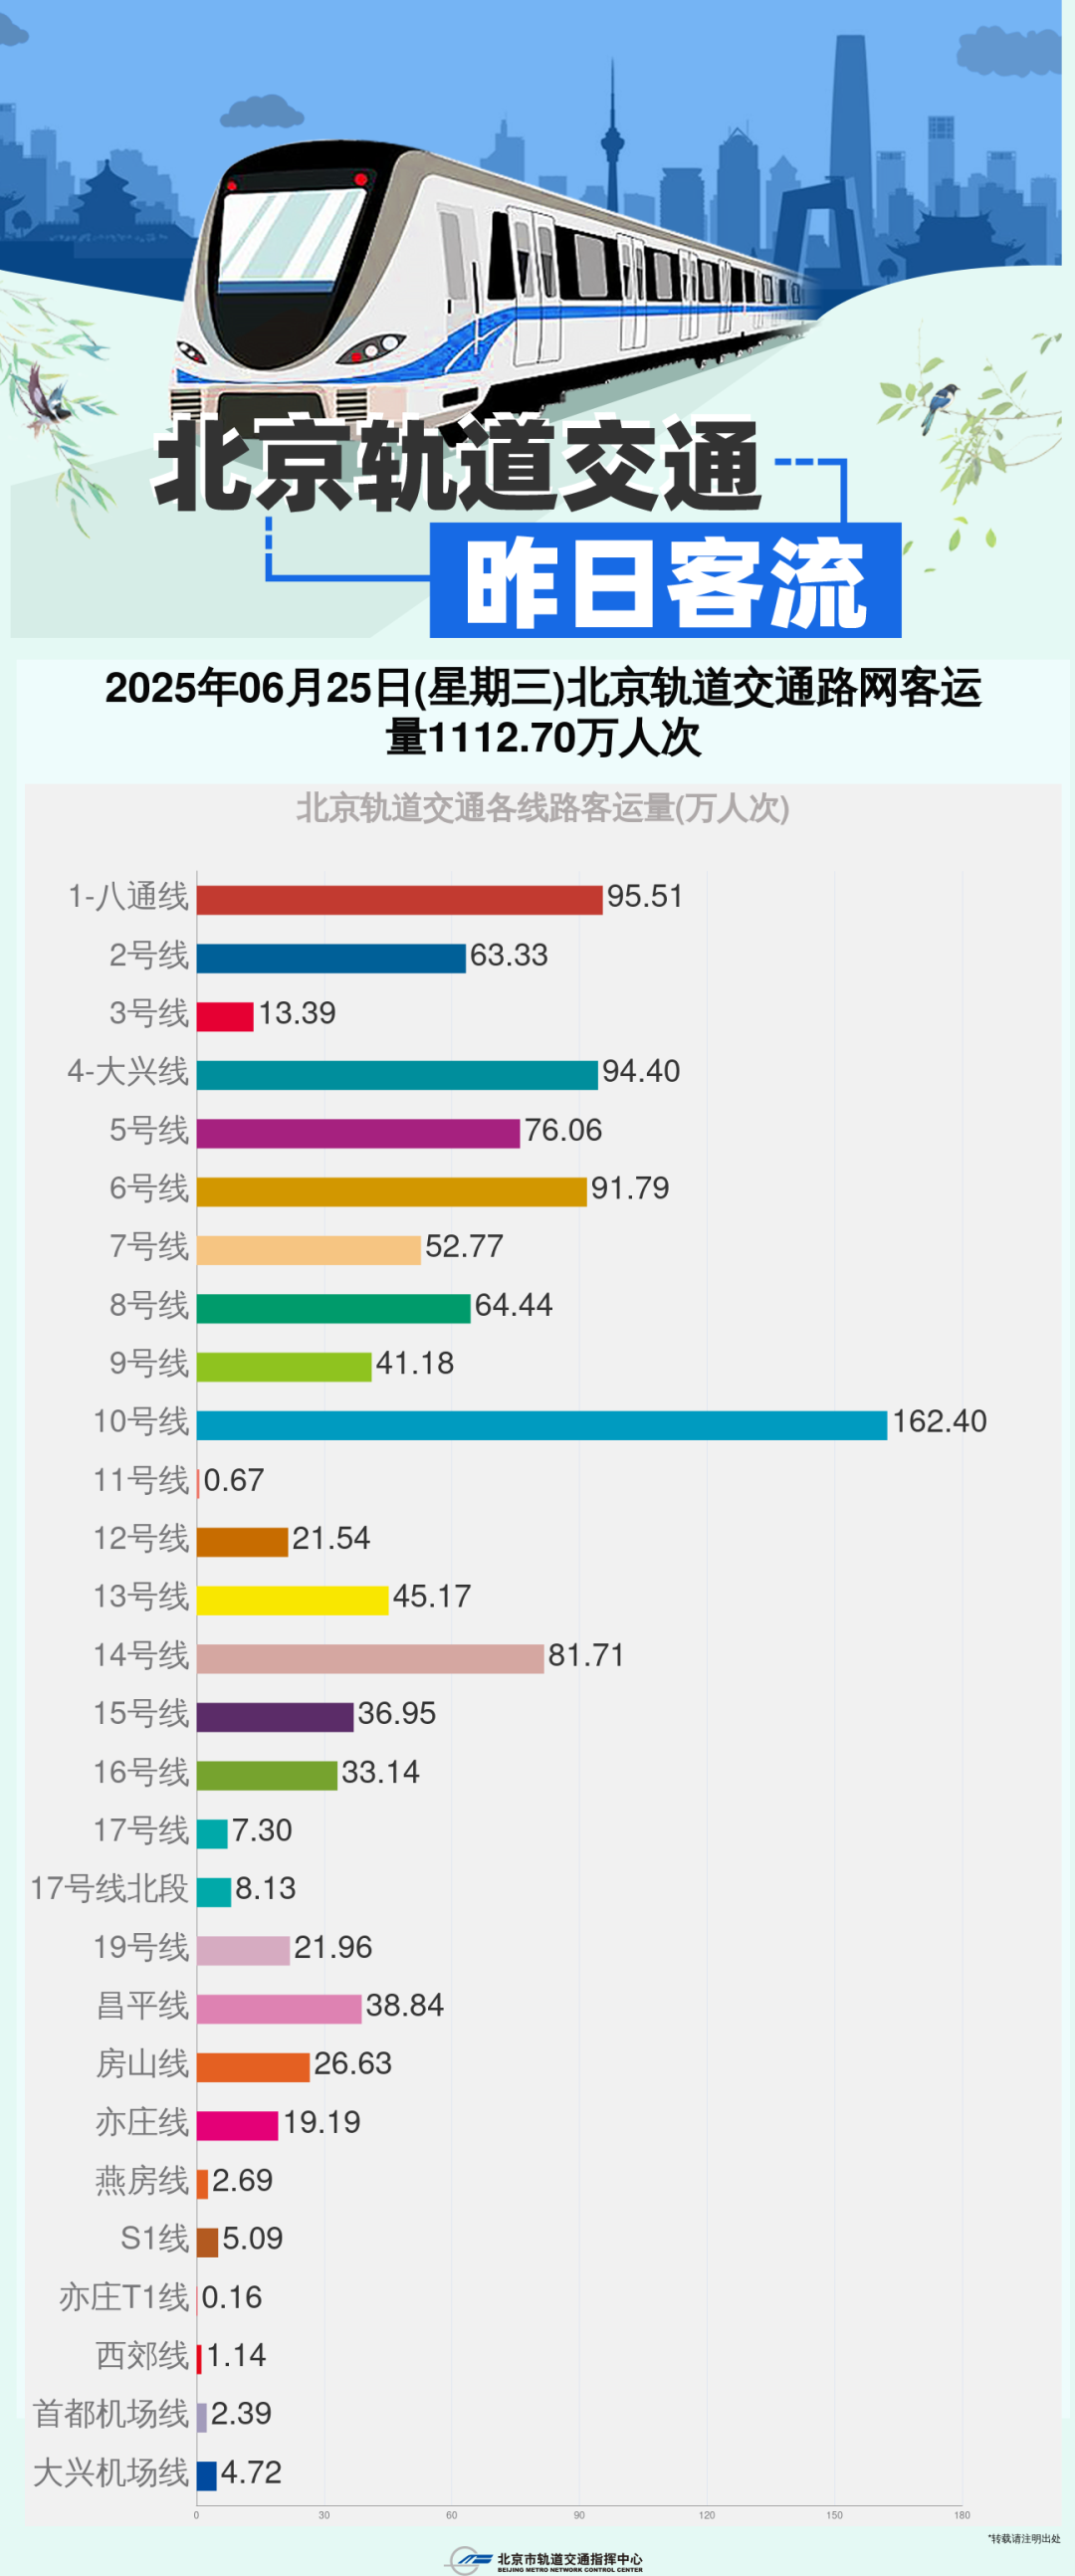 北京轨道交通
昨日客流
2025年06月25日(星期三)北京轨道交通路网客运
量1112.70万人次
北京轨道交通各线路客运量(万人次)
1-八通线 95.51
2号线 63.33
3号线 13.39
4-大兴线 94.40
5号线 76.06
6号线 91.79
7号线 52.77
8号线 64.44
9号线 41.18
10号线 162.40
11号线 0.67
12号线 21.54
13号线 45.17
14号线 81.71
15号线 36.95
16号线 33.14
17号线 7.30
17号线北段 8.13
19号线 21.96
昌平线 38.84
房山线 26.63
亦庄线 19.19
燕房线 2.69
S1线 5.09
亦庄T1线 0.16
西郊线 1.14
首都机场线 2.39
大兴机场线 4.72
0 30 60 90 120 150 180
*转载请注明出处
北京市轨道交通指挥中心
BEIJING METRO NETWORK CONTROL CENTER